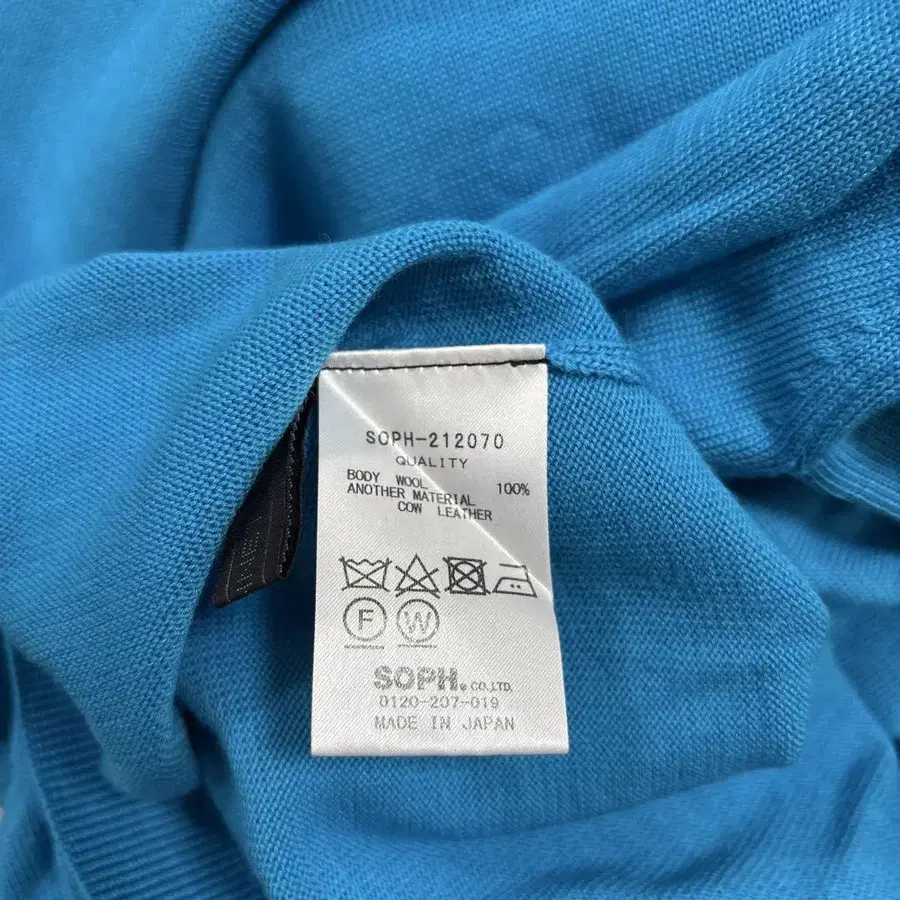 SOPH-212070
QUALITY
BODY WOOL 100%
ANOTHER MATERIAL
COW LEATHER
F W
SOPH. CO.,LTD.
0120-207-019
MADE IN JAPAN